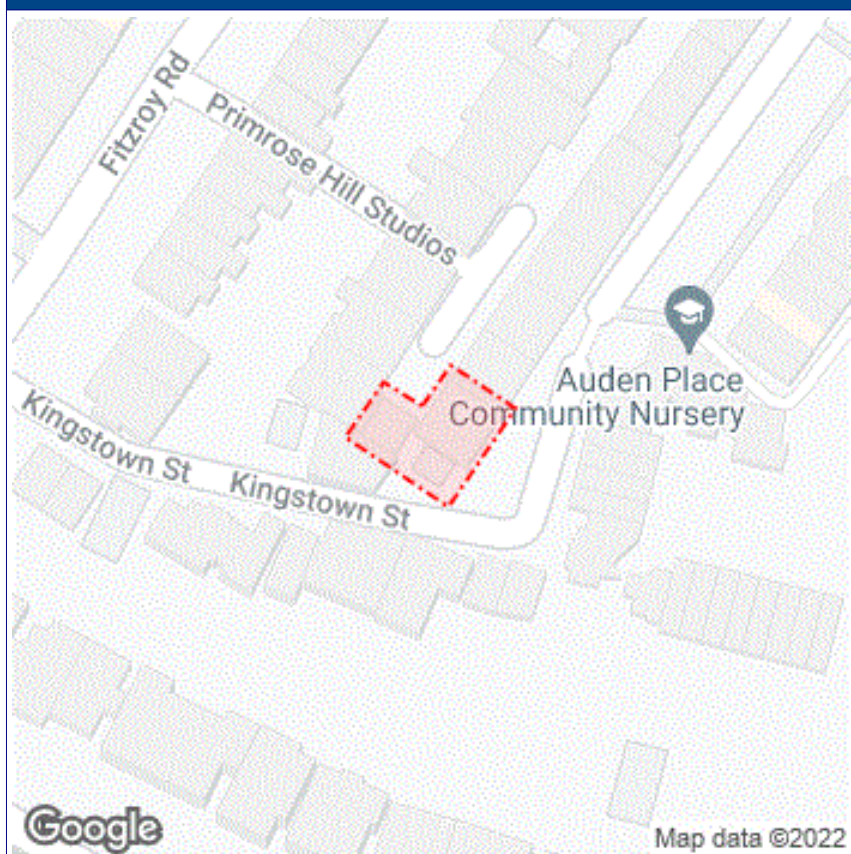 Fitzroy Rd
Primrose Hill Studios
Auden Place
Community Nursery
Kingstown St
Kingstown St
Google
Map data ©2022